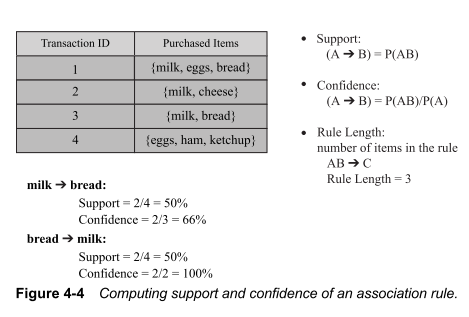 Transaction ID Purchased Items
1 {milk, eggs, bread}
2 {milk, cheese}
3 {milk, bread}
4 {eggs, ham, ketchup}
• Support:
(A ➔ B) = P(AB)
• Confidence:
(A ➔ B) = P(AB)/P(A)
• Rule Length:
number of items in the rule
AB ➔ C
Rule Length = 3
milk ➔ bread:
Support = 2/4 = 50%
Confidence = 2/3 = 66%
bread ➔ milk:
Support = 2/4 = 50%
Confidence = 2/2 = 100%
Figure 4-4 Computing support and confidence of an association rule.